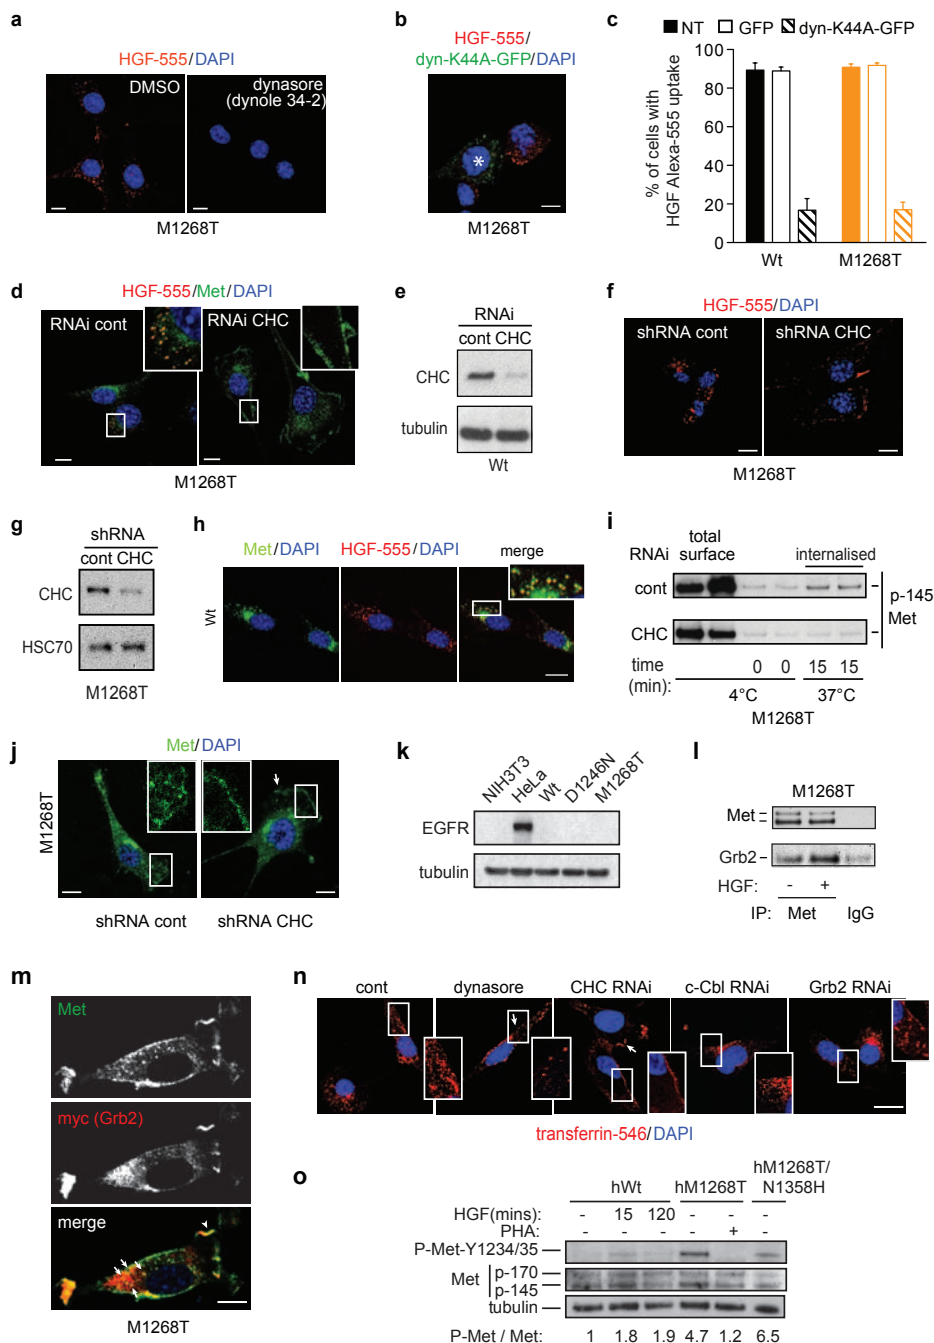 a
HGF-555/DAPI
DMSO
dynasore
(dynole 34-2)
M1268T
b
HGF-555/
dyn-K44A-GFP/DAPI
*
M1268T
c
NT GFP dyn-K44A-GFP
% of cells with
HGF Alexa-555 uptake
100
80
60
40
20
0
Wt M1268T
d
HGF-555/Met/DAPI
RNAi cont RNAi CHC
M1268T
e
RNAi
cont CHC
CHC
tubulin
Wt
f
HGF-555/DAPI
shRNA cont shRNA CHC
M1268T
g
shRNA
cont CHC
CHC
HSC70
M1268T
h
Met/DAPI HGF-555/DAPI merge
Wt
i
RNAi total surface internalised
cont
CHC
p-145
Met
time (min): 0 0 15 15
4°C 37°C
M1268T
j
Met/DAPI
M1268T
shRNA cont shRNA CHC
k
NIH3T3 HeLa Wt D1246N M1268T
EGFR
tubulin
l
M1268T
Met
Grb2
HGF: - +
IP: Met IgG
m
Met
myc (Grb2)
merge
M1268T
n
cont dynasore CHC RNAi c-Cbl RNAi Grb2 RNAi
transferrin-546/DAPI
o
hWt hM1268T hM1268T/N1358H
HGF(mins): - 15 120 - - -
PHA: - - - - + -
P-Met-Y1234/35
Met p-170
p-145
tubulin
P-Met / Met: 1 1.8 1.9 4.7 1.2 6.5